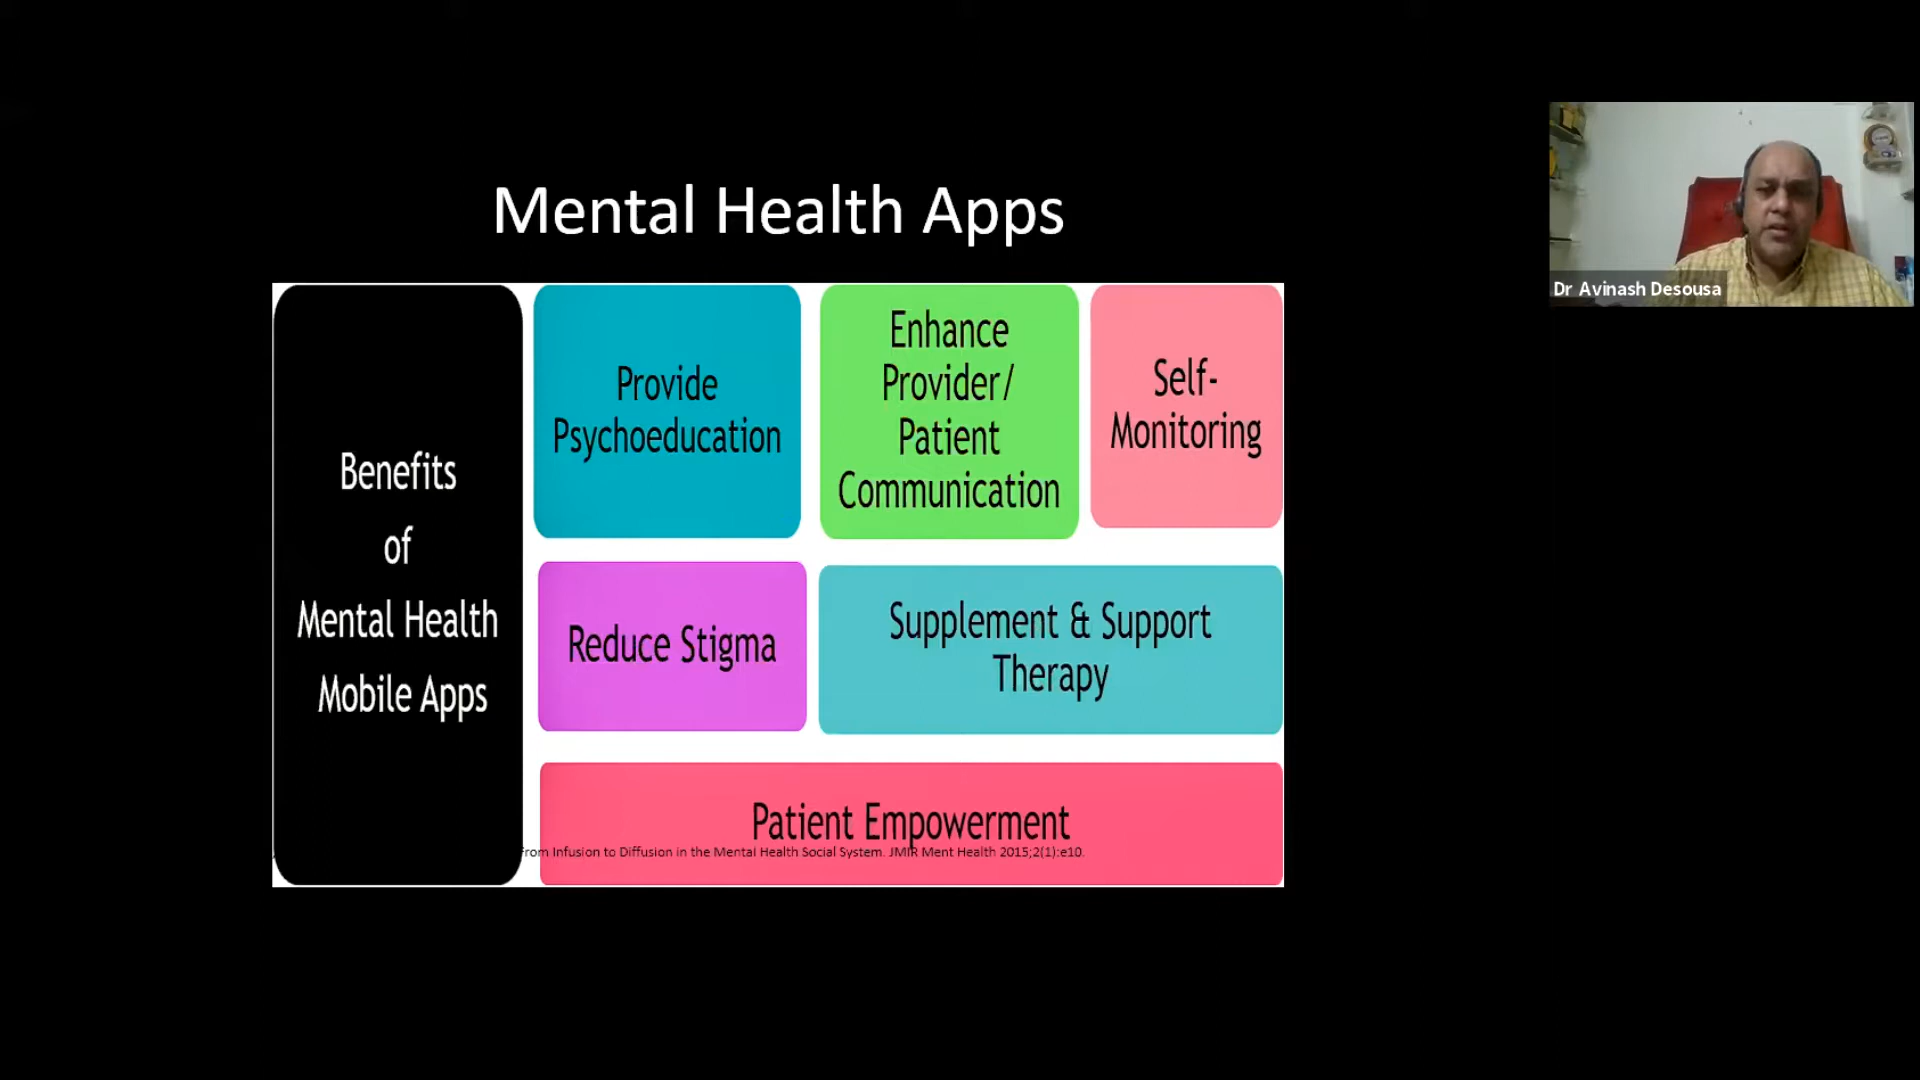 Mental Health Apps
Benefits
of
Mental Health
Mobile Apps
Provide
Psychoeducation
Enhance
Provider/
Patient
Communication
Self-
Monitoring
Reduce Stigma
Supplement & Support
Therapy
Patient Empowerment
from Infusion to Diffusion in the Mental Health Social System. JMIR Ment Health 2015;2(1):e10.
Dr Avinash Desousa